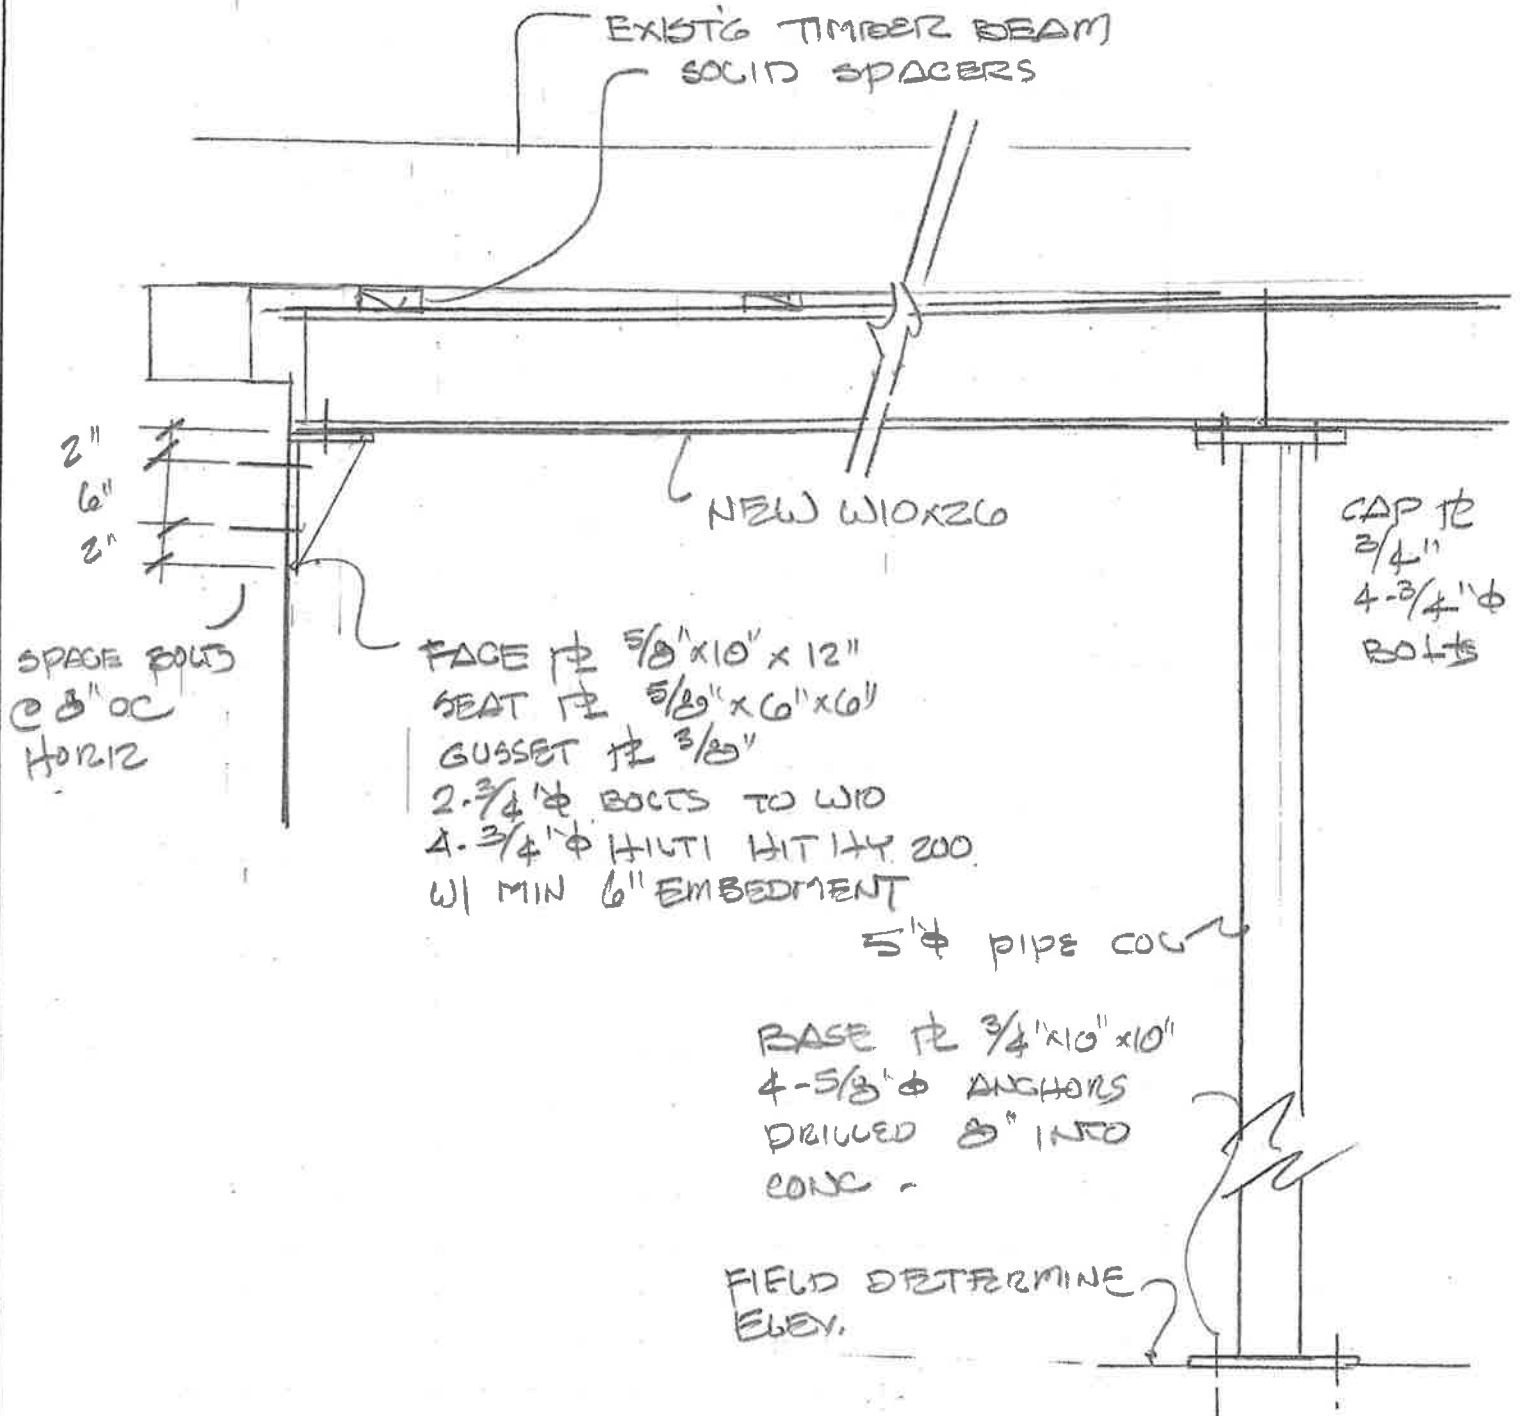 EXIST'G TIMBER BEAM
SOLID SPACERS
2"
6"
2"
NEW W10x26
CAP PL
3/4"
4-3/4"ϕ
BOLTS
SPACE BOLTS
@ 8" OC
HORIZ
FACE PL 5/8"x10"x12"
SEAT PL 5/8"x6"x6"
GUSSET PL 3/8"
2-3/4"ϕ BOLTS TO W10
4-3/4"ϕ HILTI HIT HY 200
W/ MIN 6" EMBEDMENT
5"ϕ PIPE COL
BASE PL 3/4"x10"x10"
4-5/8"ϕ ANCHORS
DRILLED 8" INTO
CONC -
FIELD DETERMINE
ELEV.